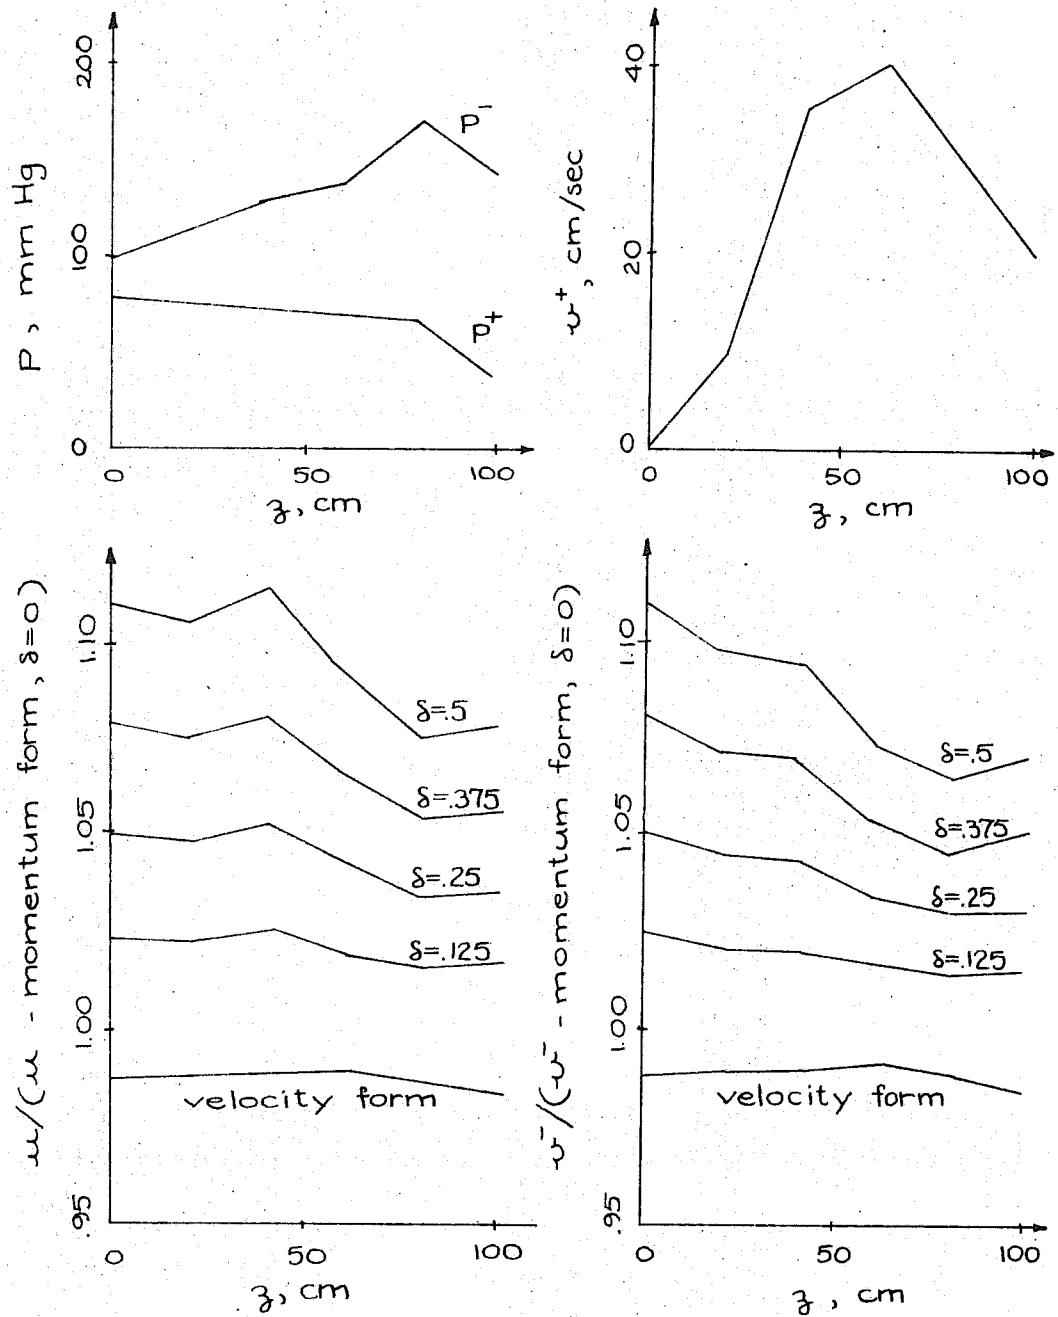 P, mm Hg
200
100
0
P⁻
P⁺
0 50 100
z, cm
v⁺, cm/sec
40
20
0
0 50 100
z, cm
u/(u - momentum form, δ=0)
1.10
1.05
1.00
.95
δ=.5
δ=.375
δ=.25
δ=.125
velocity form
0 50 100
z, cm
v⁻/(v⁻ - momentum form, δ=0)
1.10
1.05
1.00
.95
δ=.5
δ=.375
δ=.25
δ=.125
velocity form
0 50 100
z, cm